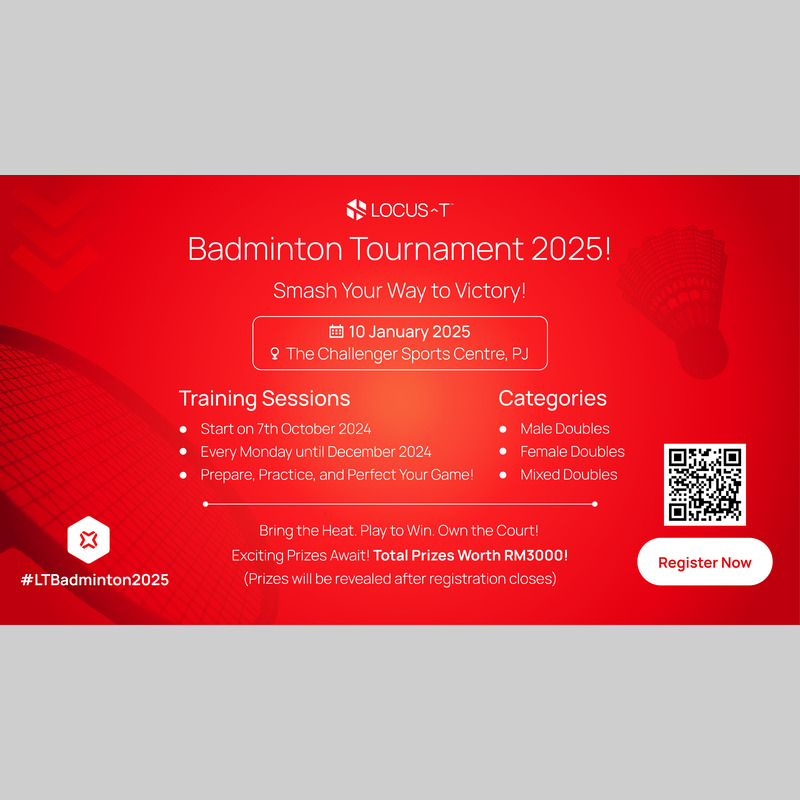 LOCUS-T™
Badminton Tournament 2025!
Smash Your Way to Victory!
10 January 2025
The Challenger Sports Centre, PJ
Training Sessions
Start on 7th October 2024
Every Monday until December 2024
Prepare, Practice, and Perfect Your Game!
Categories
Male Doubles
Female Doubles
Mixed Doubles
Bring the Heat. Play to Win. Own the Court!
Exciting Prizes Await! Total Prizes Worth RM3000!
(Prizes will be revealed after registration closes)
#LTBadminton2025
Register Now